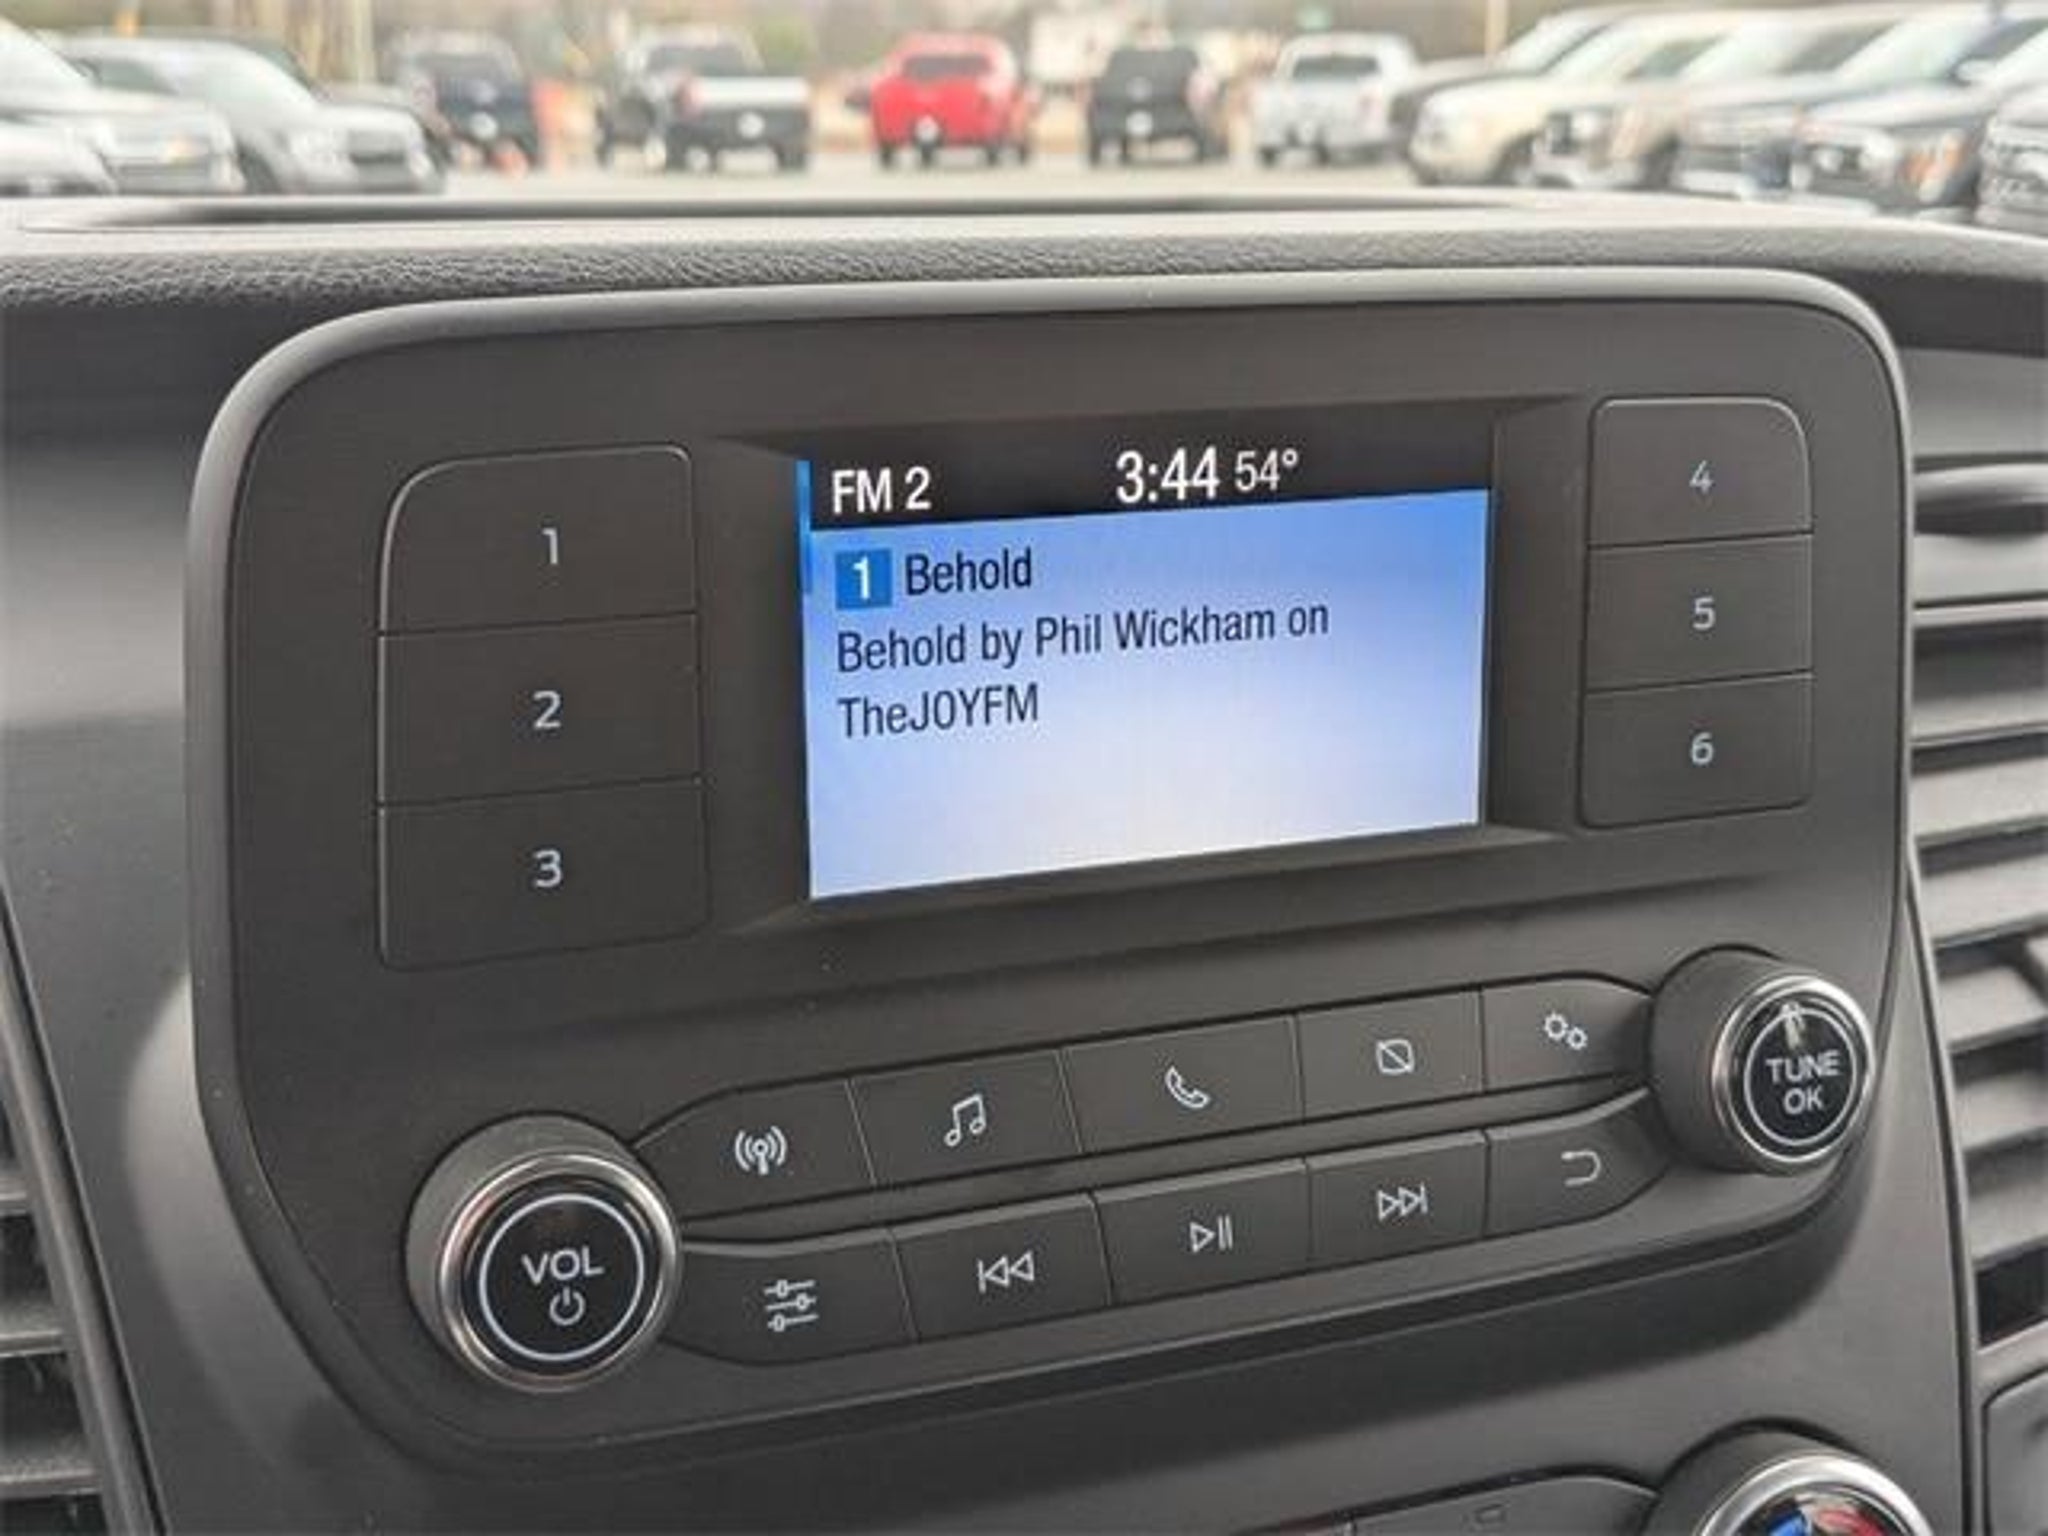 FM 2 3:44 54°
1 Behold
Behold by Phil Wickham on
TheJOYFM
1
2
3
4
5
6
VOL
TUNE
OK